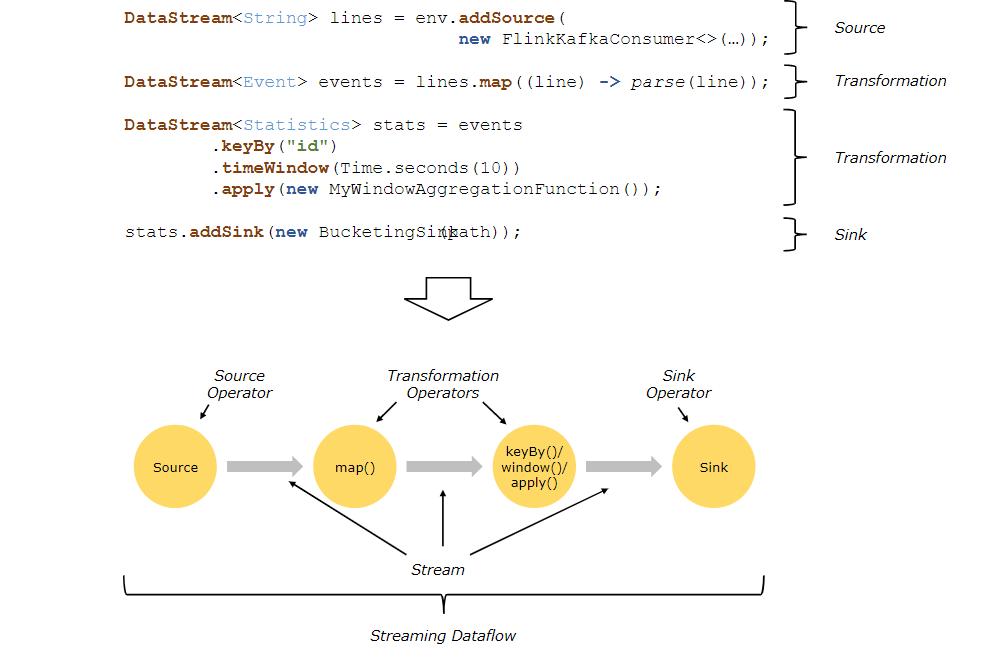 DataStream<String> lines = env.addSource(
new FlinkKafkaConsumer<>(…));
Source
DataStream<Event> events = lines.map((line) -> parse(line));
Transformation
DataStream<Statistics> stats = events
.keyBy("id")
.timeWindow(Time.seconds(10))
.apply(new MyWindowAggregationFunction());
Transformation
stats.addSink(new BucketingSink(path));
Sink
Source
Operator
Transformation
Operators
Sink
Operator
Source
map()
keyBy()/
window()/
apply()
Sink
Stream
Streaming Dataflow